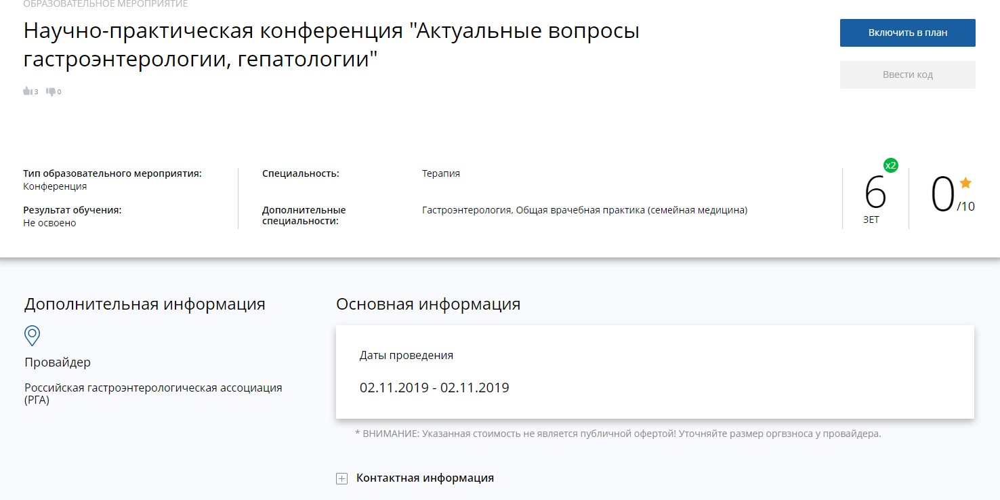 ОБРАЗОВАТЕЛЬНОЕ МЕРОПРИЯТИЕ
Научно-практическая конференция "Актуальные вопросы
гастроэнтерологии, гепатологии"
3 0
Включить в план
Ввести код
Тип образовательного мероприятия:
Конференция
Результат обучения:
Не освоено
Специальность: Терапия
Дополнительные
специальности:
Гастроэнтерология, Общая врачебная практика (семейная медицина)
x2
6
ЗЕТ
0/10
Дополнительная информация
Провайдер
Российская гастроэнтерологическая ассоциация
(РГА)
Основная информация
Даты проведения
02.11.2019 - 02.11.2019
* ВНИМАНИЕ: Указанная стоимость не является публичной офертой! Уточняйте размер оргвзноса у провайдера.
Контактная информация